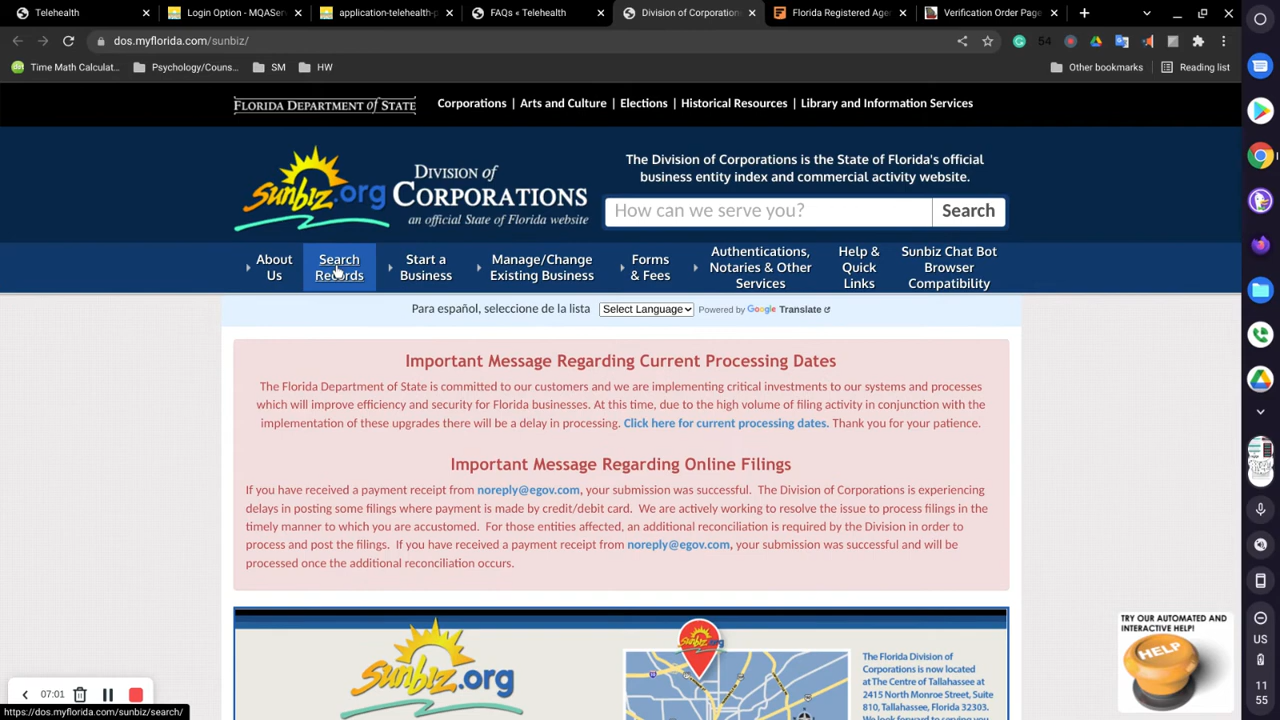 Telehealth
Login Option - MQASer
application-telehealth-p
FAQs « Telehealth
Division of Corporation
Florida Registered Age
Verification Order Page
dos.myflorida.com/sunbiz/
54
Time Math Calculat...
Psychology/Couns...
SM
HW
Other bookmarks
Reading list
FLORIDA DEPARTMENT OF STATE
Corporations | Arts and Culture | Elections | Historical Resources | Library and Information Services
Sunbiz.org
DIVISION of
CORPORATIONS
an official State of Florida website
The Division of Corporations is the State of Florida's official
business entity index and commercial activity website.
How can we serve you?
Search
About
Us
Search
Records
Start a
Business
Manage/Change
Existing Business
Forms
& Fees
Authentications,
Notaries & Other
Services
Help &
Quick
Links
Sunbiz Chat Bot
Browser
Compatibility
Para español, seleccione de la lista
Select Language
Powered by Google Translate
Important Message Regarding Current Processing Dates
The Florida Department of State is committed to our customers and we are implementing critical investments to our systems and processes
which will improve efficiency and security for Florida businesses. At this time, due to the high volume of filing activity in conjunction with the
implementation of these upgrades there will be a delay in processing. Click here for current processing dates. Thank you for your patience.
Important Message Regarding Online Filings
If you have received a payment receipt from noreply@egov.com, your submission was successful. The Division of Corporations is experiencing
delays in posting some filings where payment is made by credit/debit card. We are actively working to resolve the issue to process filings in the
timely manner to which you are accustomed. For those entities affected, an additional reconciliation is required by the Division in order to
process and post the filings. If you have received a payment receipt from noreply@egov.com, your submission was successful and will be
processed once the additional reconciliation occurs.
Sunbiz.org
The Florida Division of
Corporations is now located
at The Centre of Tallahassee at
2415 North Monroe Street, Suite
810, Tallahassee, Florida 32303.
We look forward to serving you
TRY OUR AUTOMATED AND
INTERACTIVE HELP!
HELP
07:01
https://dos.myflorida.com/sunbiz/search/
US
11
55